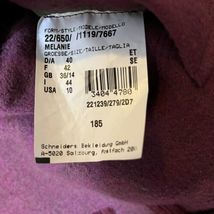 FORM/STYLE/MODELE/MODELLO
22/650/ /1119/7667
MELANIE
GROESSE/SIZE/TAILLE/TAGLIA
D/A 40 ET
F 42 SE
GB 36/14
I 44
USA 10
3404 4780
221239/279/2D7
185
Schneiders Bekleidung GmbH
A-5020 Salzburg,